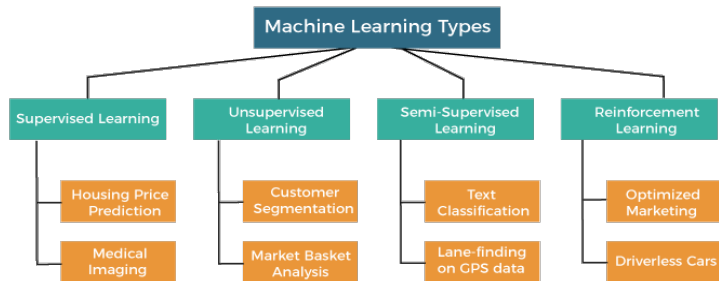 Machine Learning Types
Supervised Learning
Unsupervised
Learning
Semi-Supervised
Learning
Reinforcement
Learning
Housing Price
Prediction
Customer
Segmentation
Text
Classification
Optimized
Marketing
Medical
Imaging
Market Basket
Analysis
Lane-finding
on GPS data
Driverless Cars